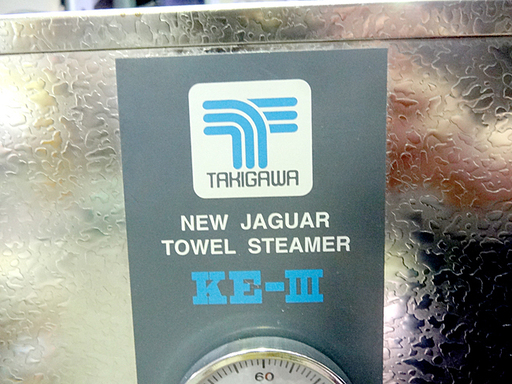 TAKIGAWA
NEW JAGUAR
TOWEL STEAMER
KE-III
60